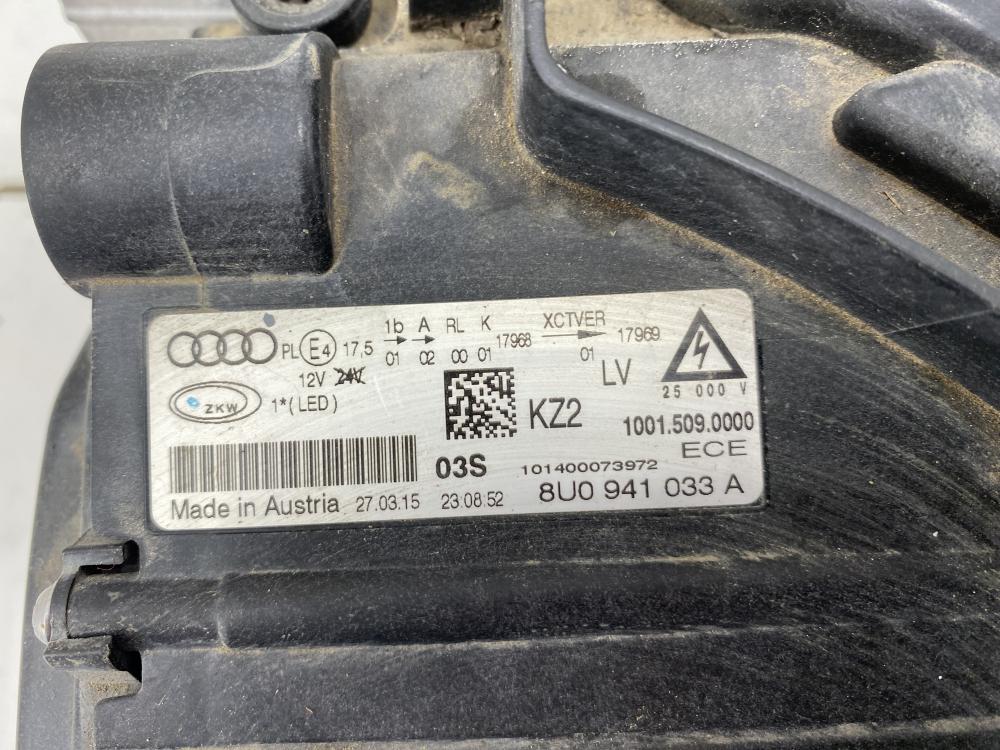 PL E4 17,5 1b A RL K 17968 XCTVER 17969
01 02 00 01 01
12V 24V LV
25 000 V
ZKW 1*(LED) KZ2 1001.509.0000
ECE
03S 101400073972
Made in Austria 27.03.15 23:08:52 8U0 941 033 A